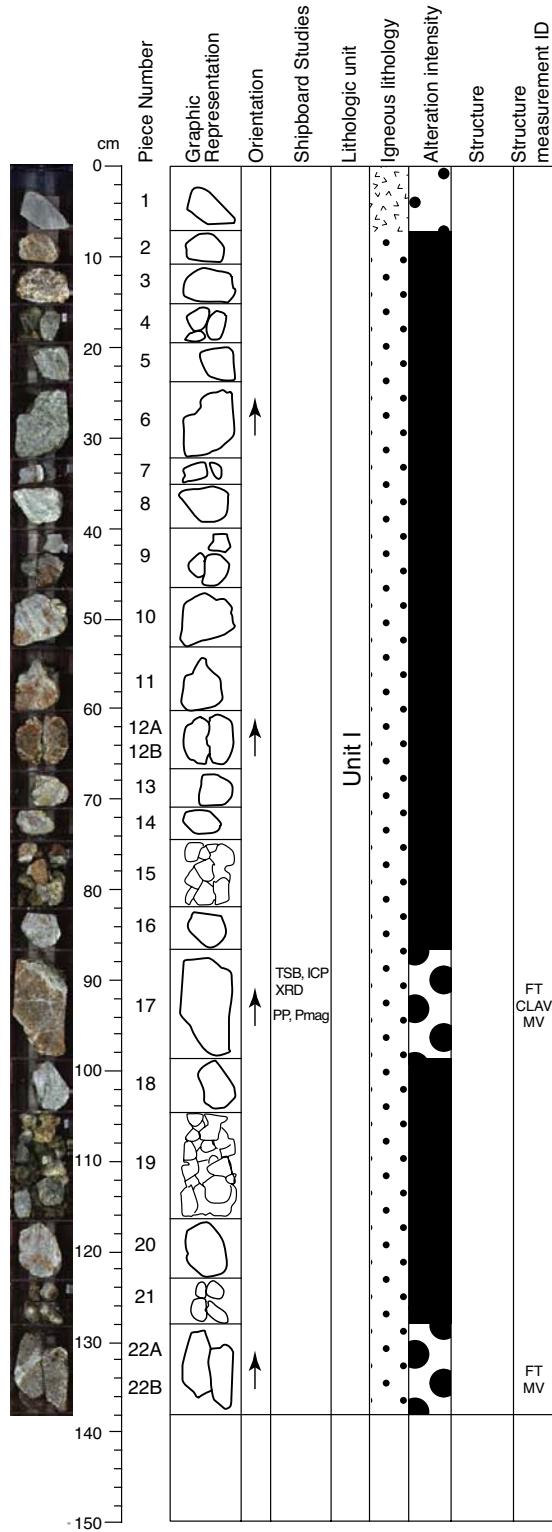 cm
Piece Number
Graphic
Representation
Orientation
Shipboard Studies
Lithologic unit
Igneous lithology
Alteration intensity
Structure
Structure
measurement ID
0
1
2
10
3
4
20
5
6
30
7
8
40
9
10
50
11
60
12A
12B
Unit I
13
70
14
15
80
16
90
17
TSB, ICP
XRD
PP, Pmag
FT
CLAV
MV
100
18
19
110
20
120
21
130
22A
22B
FT
MV
140
150